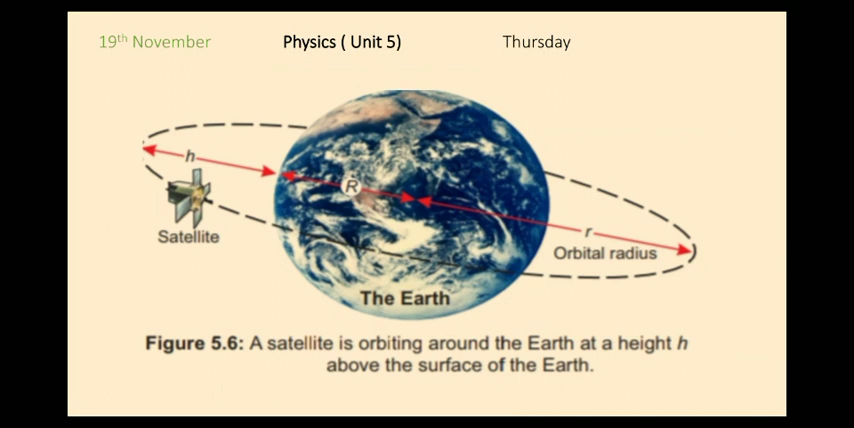 19th November Physics ( Unit 5) Thursday
h
R
r
Satellite
Orbital radius
The Earth
Figure 5.6: A satellite is orbiting around the Earth at a height h
above the surface of the Earth.